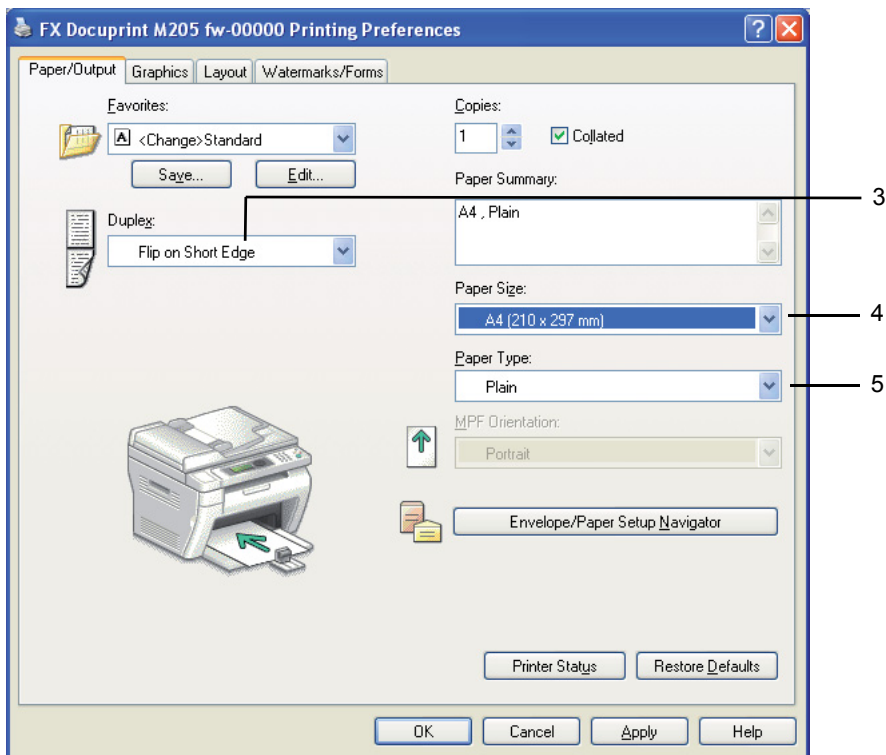 FX Docuprint M205 fw-00000 Printing Preferences
Paper/Output Graphics Layout Watermarks/Forms
Favorites:
A <Change>Standard
Save... Edit...
Duplex:
Flip on Short Edge
Copies:
1 Collated
Paper Summary:
A4 , Plain
3
Paper Size:
A4 (210 x 297 mm)
4
Paper Type:
Plain
5
MPF Orientation:
Portrait
Envelope/Paper Setup Navigator
Printer Status Restore Defaults
OK Cancel Apply Help